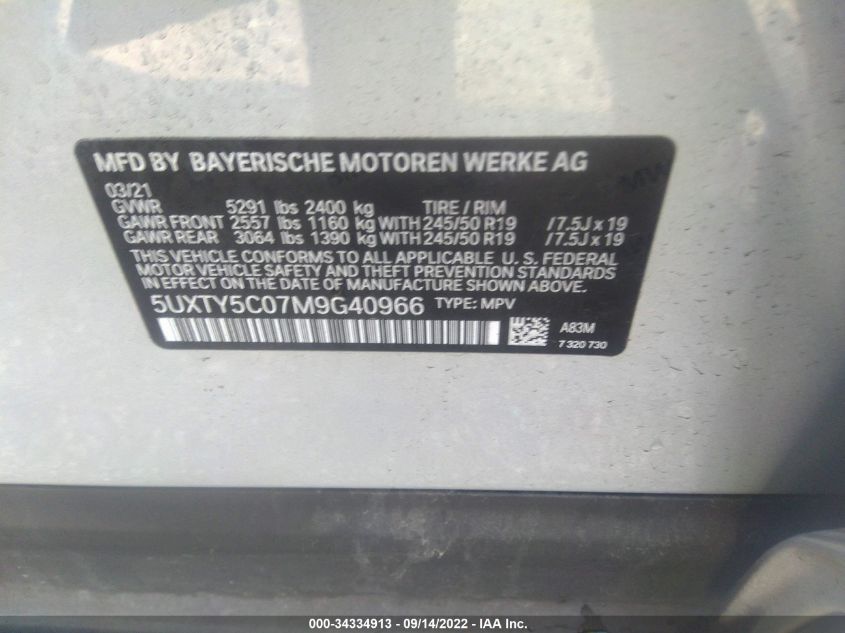 MFD BY BAYERISCHE MOTOREN WERKE AG
03/21
GVWR 5291 lbs 2400 kg TIRE / RIM
GAWR FRONT 2557 lbs 1160 kg WITH 245/50 R19 / 7.5J x 19
GAWR REAR 3064 lbs 1390 kg WITH 245/50 R19 / 7.5J x 19
THIS VEHICLE CONFORMS TO ALL APPLICABLE U. S. FEDERAL
MOTOR VEHICLE SAFETY AND THEFT PREVENTION STANDARDS
IN EFFECT ON THE DATE OF MANUFACTURE SHOWN ABOVE.
5UXTY5C07M9G40966 TYPE: MPV
A83M
7 320 730
000-34334913 - 09/14/2022 - IAA Inc.